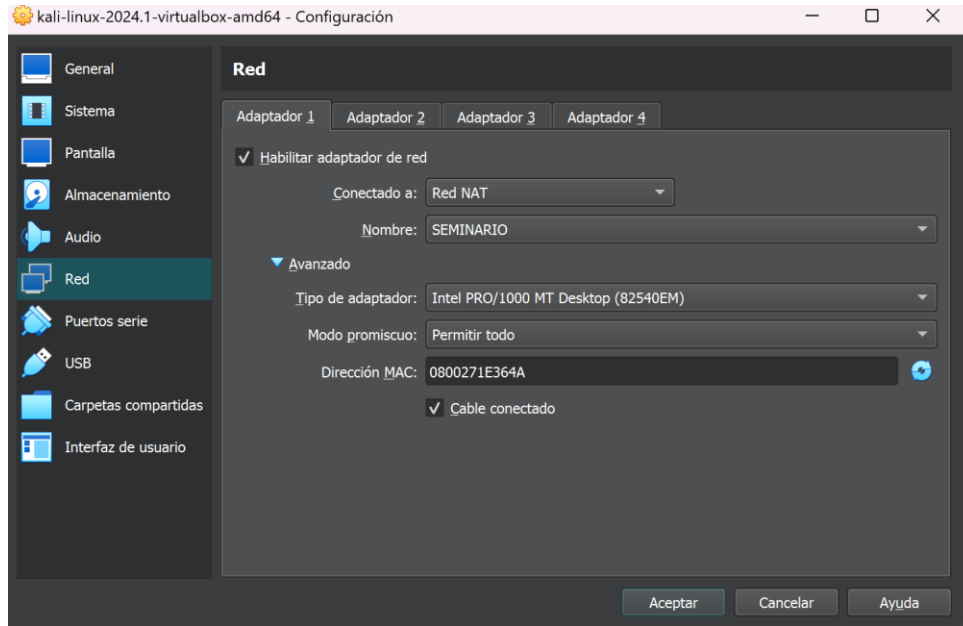 kali-linux-2024.1-virtualbox-amd64 - Configuración
General
Sistema
Pantalla
Almacenamiento
Audio
Red
Puertos serie
USB
Carpetas compartidas
Interfaz de usuario
Red
Adaptador 1 Adaptador 2 Adaptador 3 Adaptador 4
Habilitar adaptador de red
Conectado a: Red NAT
Nombre: SEMINARIO
Avanzado
Tipo de adaptador: Intel PRO/1000 MT Desktop (82540EM)
Modo promiscuo: Permitir todo
Dirección MAC: 0800271E364A
Cable conectado
Aceptar Cancelar Ayuda